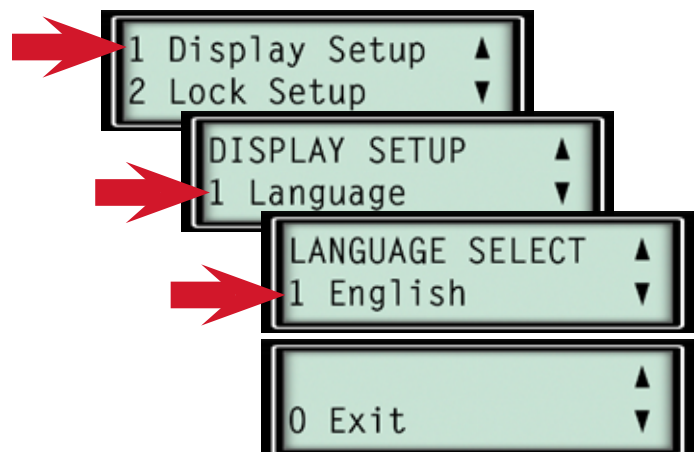 1 Display Setup ▲
2 Lock Setup ▼
DISPLAY SETUP ▲
1 Language ▼
LANGUAGE SELECT ▲
1 English ▼
▲
0 Exit ▼